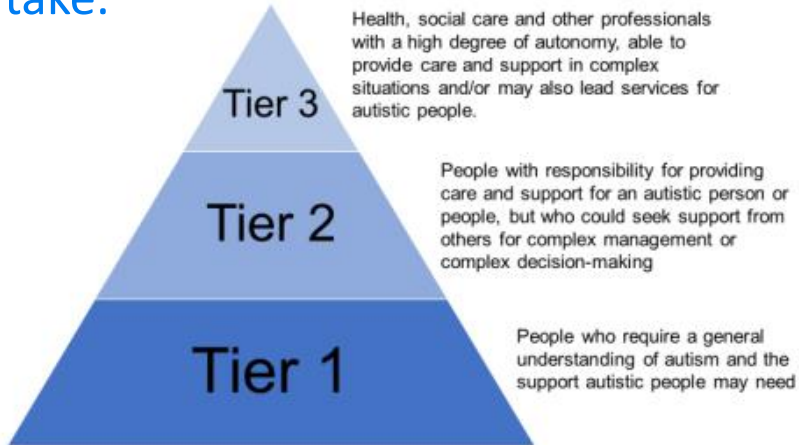 take.
Health, social care and other professionals
with a high degree of autonomy, able to
provide care and support in complex
situations and/or may also lead services for
autistic people.
Tier 3
People with responsibility for providing
care and support for an autistic person or
people, but who could seek support from
others for complex management or
complex decision-making
Tier 2
People who require a general
understanding of autism and the
support autistic people may need
Tier 1